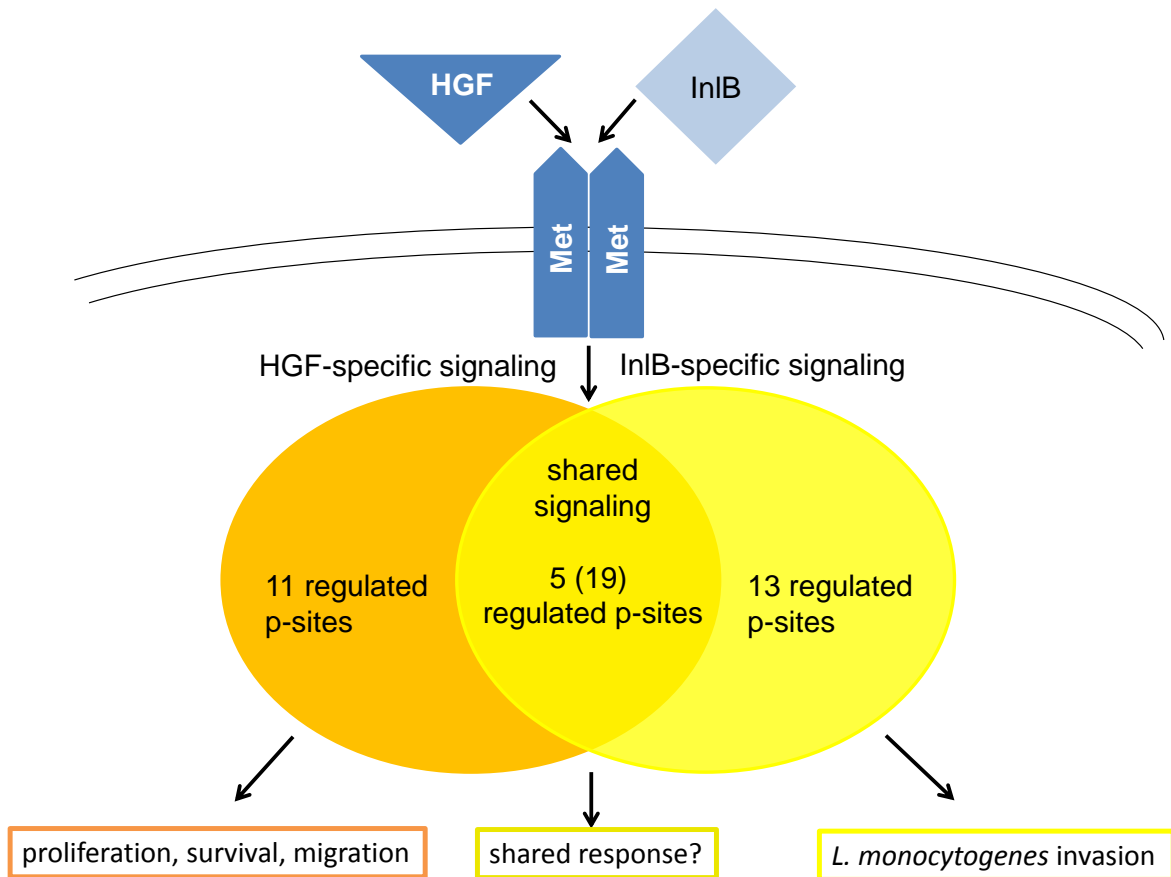 HGF
InlB
Met
Met
HGF-specific signaling
InlB-specific signaling
shared
signaling
11 regulated
p-sites
5 (19)
regulated p-sites
13 regulated
p-sites
proliferation, survival, migration
shared response?
L. monocytogenes invasion